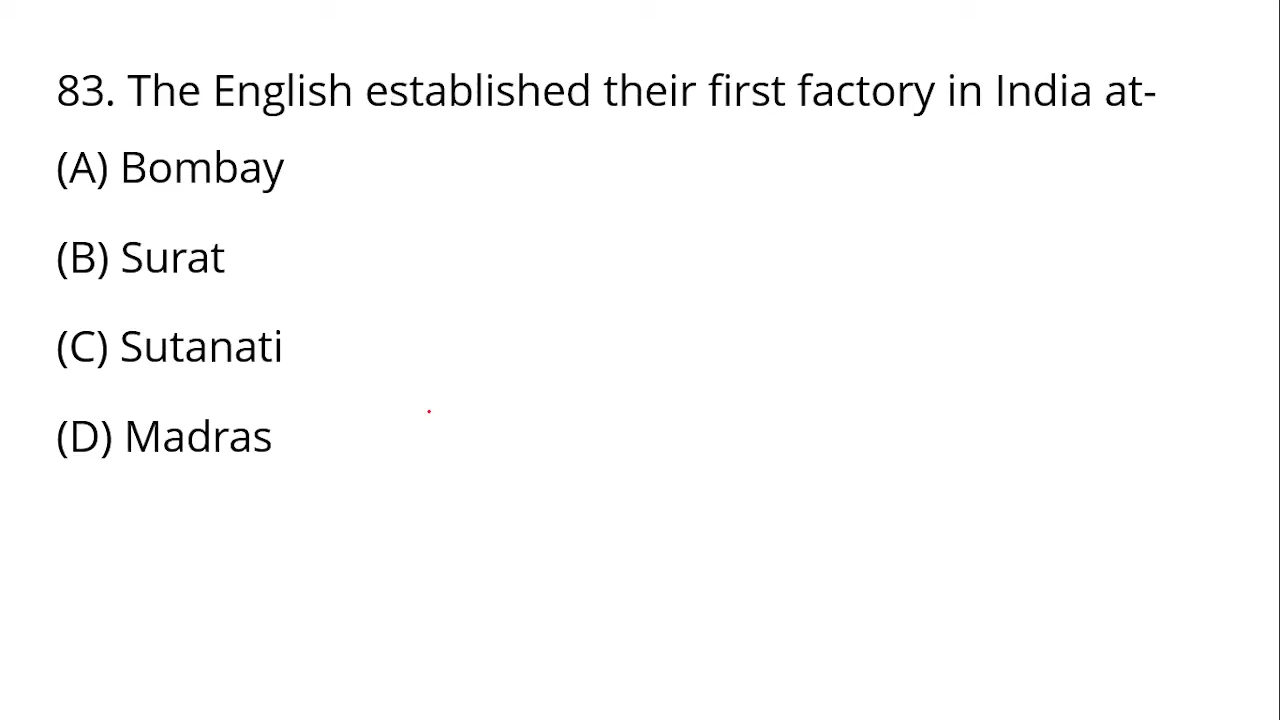 83. The English established their first factory in India at-
(A) Bombay
(B) Surat
(C) Sutanati
(D) Madras